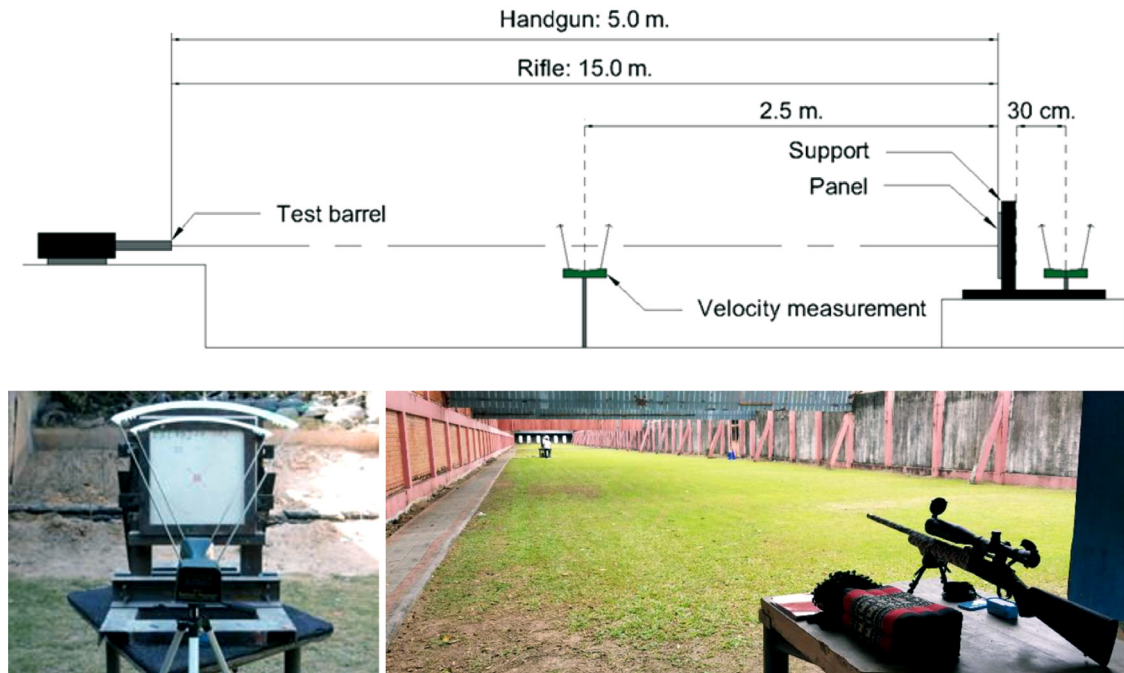 Handgun: 5.0 m.
Rifle: 15.0 m.
2.5 m.
30 cm.
Support
Panel
Test barrel
Velocity measurement